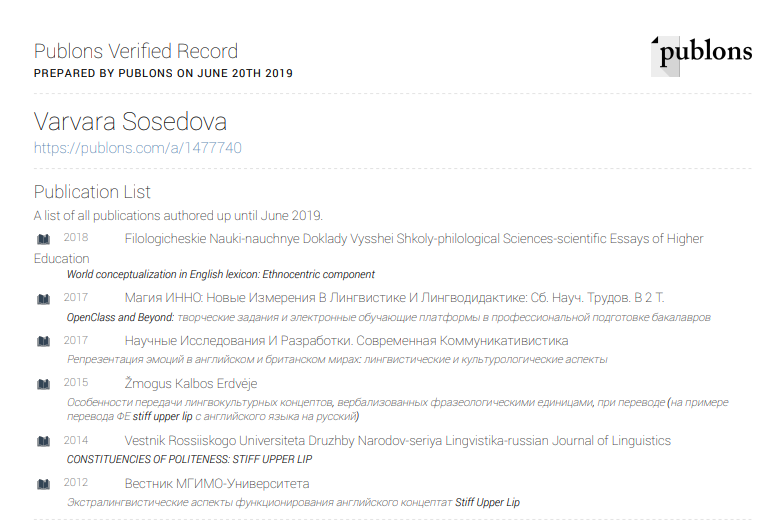 Publons Verified Record
publons
PREPARED BY PUBLONS ON JUNE 20TH 2019
Varvara Sosedova
https://publons.com/a/1477740
Publication List
A list of all publications authored up until June 2019.
2018 Filologicheskie Nauki-nauchnye Doklady Vysshei Shkoly-philological Sciences-scientific Essays of Higher
Education
World conceptualization in English lexicon: Ethnocentric component
2017 Магия ИННО: Новые Измерения В Лингвистике И Лингводидактике: Сб. Науч. Трудов. В 2 Т.
OpenClass and Beyond: творческие задания и электронные обучающие платформы в профессиональной подготовке бакалавров
2017 Научные Исследования И Разработки. Современная Коммуникативистика
Репрезентация эмоций в английском и британском мирах: лингвистические и культурологические аспекты
2015 Žmogus Kalbos Erdvėje
Особенности передачи лингвокультурных концептов, вербализованных фразеологическими единицами, при переводе (на примере
перевода ФЕ stiff upper lip с английского языка на русский)
2014 Vestnik Rossiiskogo Universiteta Druzhby Narodov-seriya Lingvistika-russian Journal of Linguistics
CONSTITUENCIES OF POLITENESS: STIFF UPPER LIP
2012 Вестник МГИМО-Университета
Экстралингвистические аспекты функционирования английского концептат Stiff Upper Lip